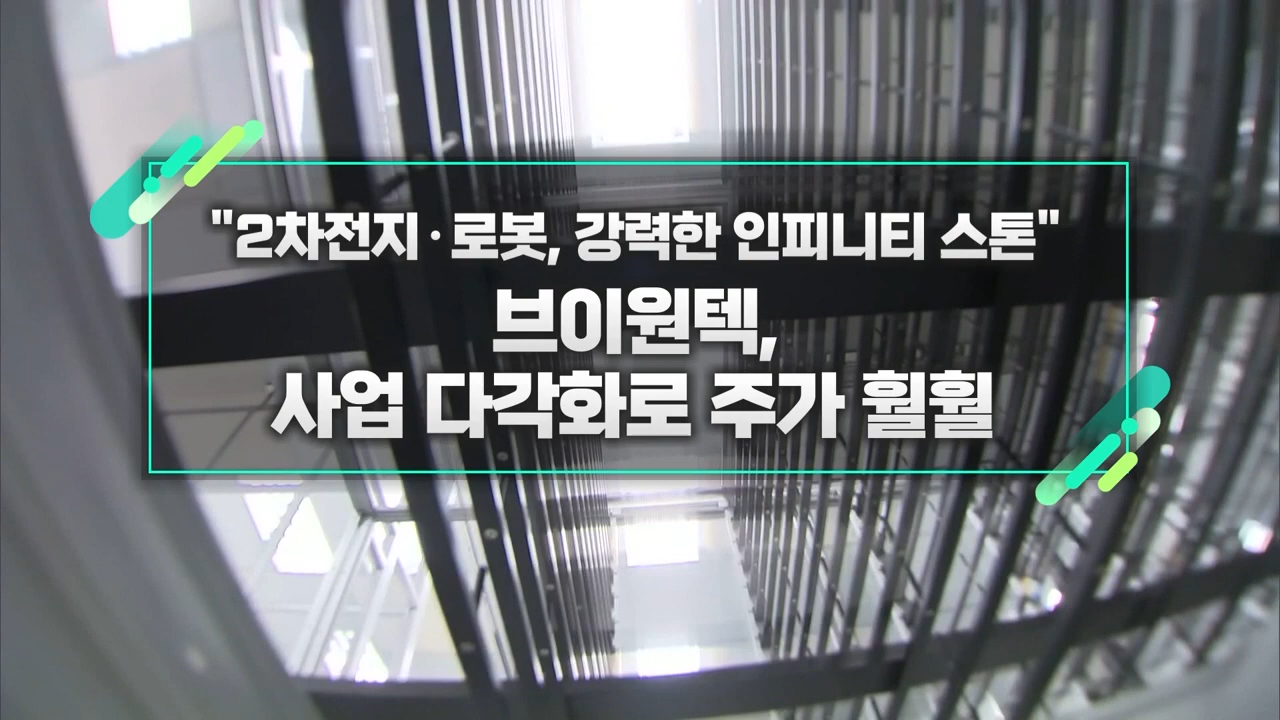 "2차전지·로봇, 강력한 인피니티 스톤"
브이원텍,
사업 다각화로 주가 훨훨